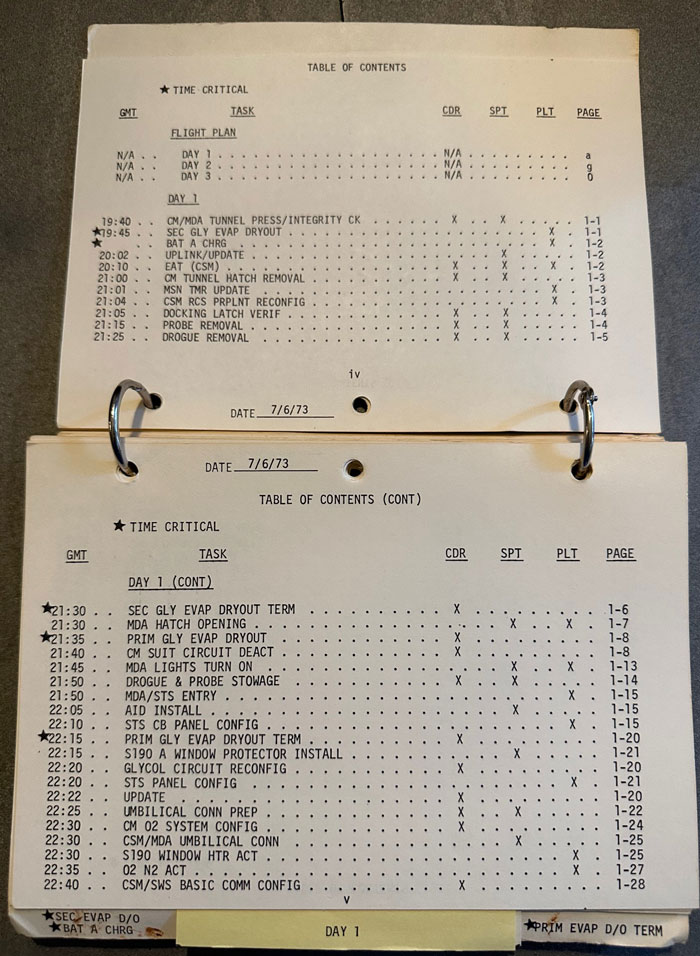 TABLE OF CONTENTS
★ TIME CRITICAL
GMT TASK CDR SPT PLT PAGE
FLIGHT PLAN
N/A . . DAY 1 . . . . . . . . . . . . . . . . . . . . N/A . . . . . . . . . a
N/A . . DAY 2 . . . . . . . . . . . . . . . . . . . . N/A . . . . . . . . . g
N/A . . DAY 3 . . . . . . . . . . . . . . . . . . . . N/A . . . . . . . . . O
DAY 1
19:40 . . CM/MDA TUNNEL PRESS/INTEGRITY CK . . . . . . X . . . X . . . . . . 1-1
★19:45 . . SEC GLY EVAP DRYOUT . . . . . . . . . . . . . . . . . X . . 1-1
★ . . BAT A CHRG . . . . . . . . . . . . . . . . . . . . . X . . 1-2
20:02 . . UPLINK/UPDATE . . . . . . . . . . . . . . . . X . . . . . . 1-2
20:10 . . EAT (CSM) . . . . . . . . . . . . . . . . X . . . X . . . X . . 1-2
21:00 . . CM TUNNEL HATCH REMOVAL . . . . . . . . . . X . . . X . . . . . . 1-3
21:01 . . MSN TMR UPDATE . . . . . . . . . . . . . . . . . . . . X . . 1-3
21:04 . . CSM RCS PRPLNT RECONFIG . . . . . . . . . . . . . . . X . . 1-3
21:05 . . DOCKING LATCH VERIF . . . . . . . . . . . . X . . . X . . . . . . 1-4
21:15 . . PROBE REMOVAL . . . . . . . . . . . . . . X . . . X . . . . . . 1-4
21:25 . . DROGUE REMOVAL . . . . . . . . . . . . . . X . . . X . . . . . . 1-5
iv
DATE 7/6/73
DATE 7/6/73
TABLE OF CONTENTS (CONT)
★ TIME CRITICAL
GMT TASK CDR SPT PLT PAGE
DAY 1 (CONT)
★21:30 . . SEC GLY EVAP DRYOUT TERM . . . . . . . . . . X . . . . . . . . . . 1-6
21:30 . . MDA HATCH OPENING . . . . . . . . . . . . . . . . X . . . X . . 1-7
★21:35 . . PRIM GLY EVAP DRYOUT . . . . . . . . . . . . X . . . . . . . . . . 1-8
21:40 . . CM SUIT CIRCUIT DEACT . . . . . . . . . . . . X . . . . . . . . . . 1-8
21:45 . . MDA LIGHTS TURN ON . . . . . . . . . . . . . . . X . . . X . . 1-13
21:50 . . DROGUE & PROBE STOWAGE . . . . . . . . . . . X . . . X . . . . . . 1-14
21:50 . . MDA/STS ENTRY . . . . . . . . . . . . . . . . . . . . . . X . . 1-15
22:05 . . AID INSTALL . . . . . . . . . . . . . . . . . . . X . . . . . . 1-15
22:10 . . STS CB PANEL CONFIG . . . . . . . . . . . . . . . . . . . X . . 1-15
★22:15 . . PRIM GLY EVAP DRYOUT TERM . . . . . . . . . . X . . . . . . . . . . 1-20
22:15 . . S190 A WINDOW PROTECTOR INSTALL . . . . . . . . . . . X . . . . . . 1-21
22:20 . . GLYCOL CIRCUIT RECONFIG . . . . . . . . . . . X . . . . . . . . . . 1-20
22:20 . . STS PANEL CONFIG . . . . . . . . . . . . . . . . . . . . . X . . 1-21
22:22 . . UPDATE . . . . . . . . . . . . . . . . . . . X . . . . . . . . . . 1-20
22:25 . . UMBILICAL CONN PREP . . . . . . . . . . . . . X . . . X . . . . . . 1-22
22:30 . . CM O2 SYSTEM CONFIG . . . . . . . . . . . . . X . . . . . . . . . . 1-24
22:30 . . CSM/MDA UMBILICAL CONN . . . . . . . . . . . . . . X . . . . . . 1-25
22:30 . . S190 WINDOW HTR ACT . . . . . . . . . . . . . . . . . . . X . . 1-25
22:35 . . O2 N2 ACT . . . . . . . . . . . . . . . . . . . . . . . . X . . 1-27
22:40 . . CSM/SWS BASIC COMM CONFIG . . . . . . . . . . X . . . . . . . . . . 1-28
v
★SEC EVAP D/O
★BAT A CHRG
DAY 1
★PRIM EVAP D/O TERM